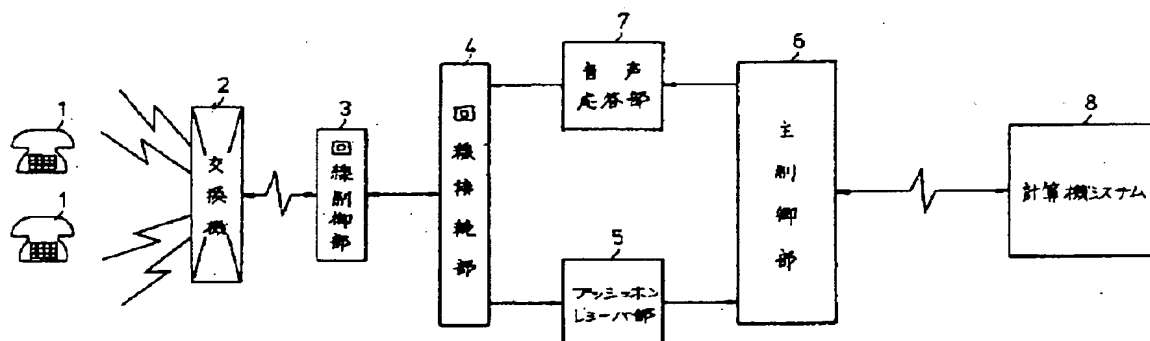 1
1
2
交換機
3
回線制御部
4
回線接続部
7
音声
応答部
5
プッシュホン
レシーバ部
6
主制御部
8
計算機システム